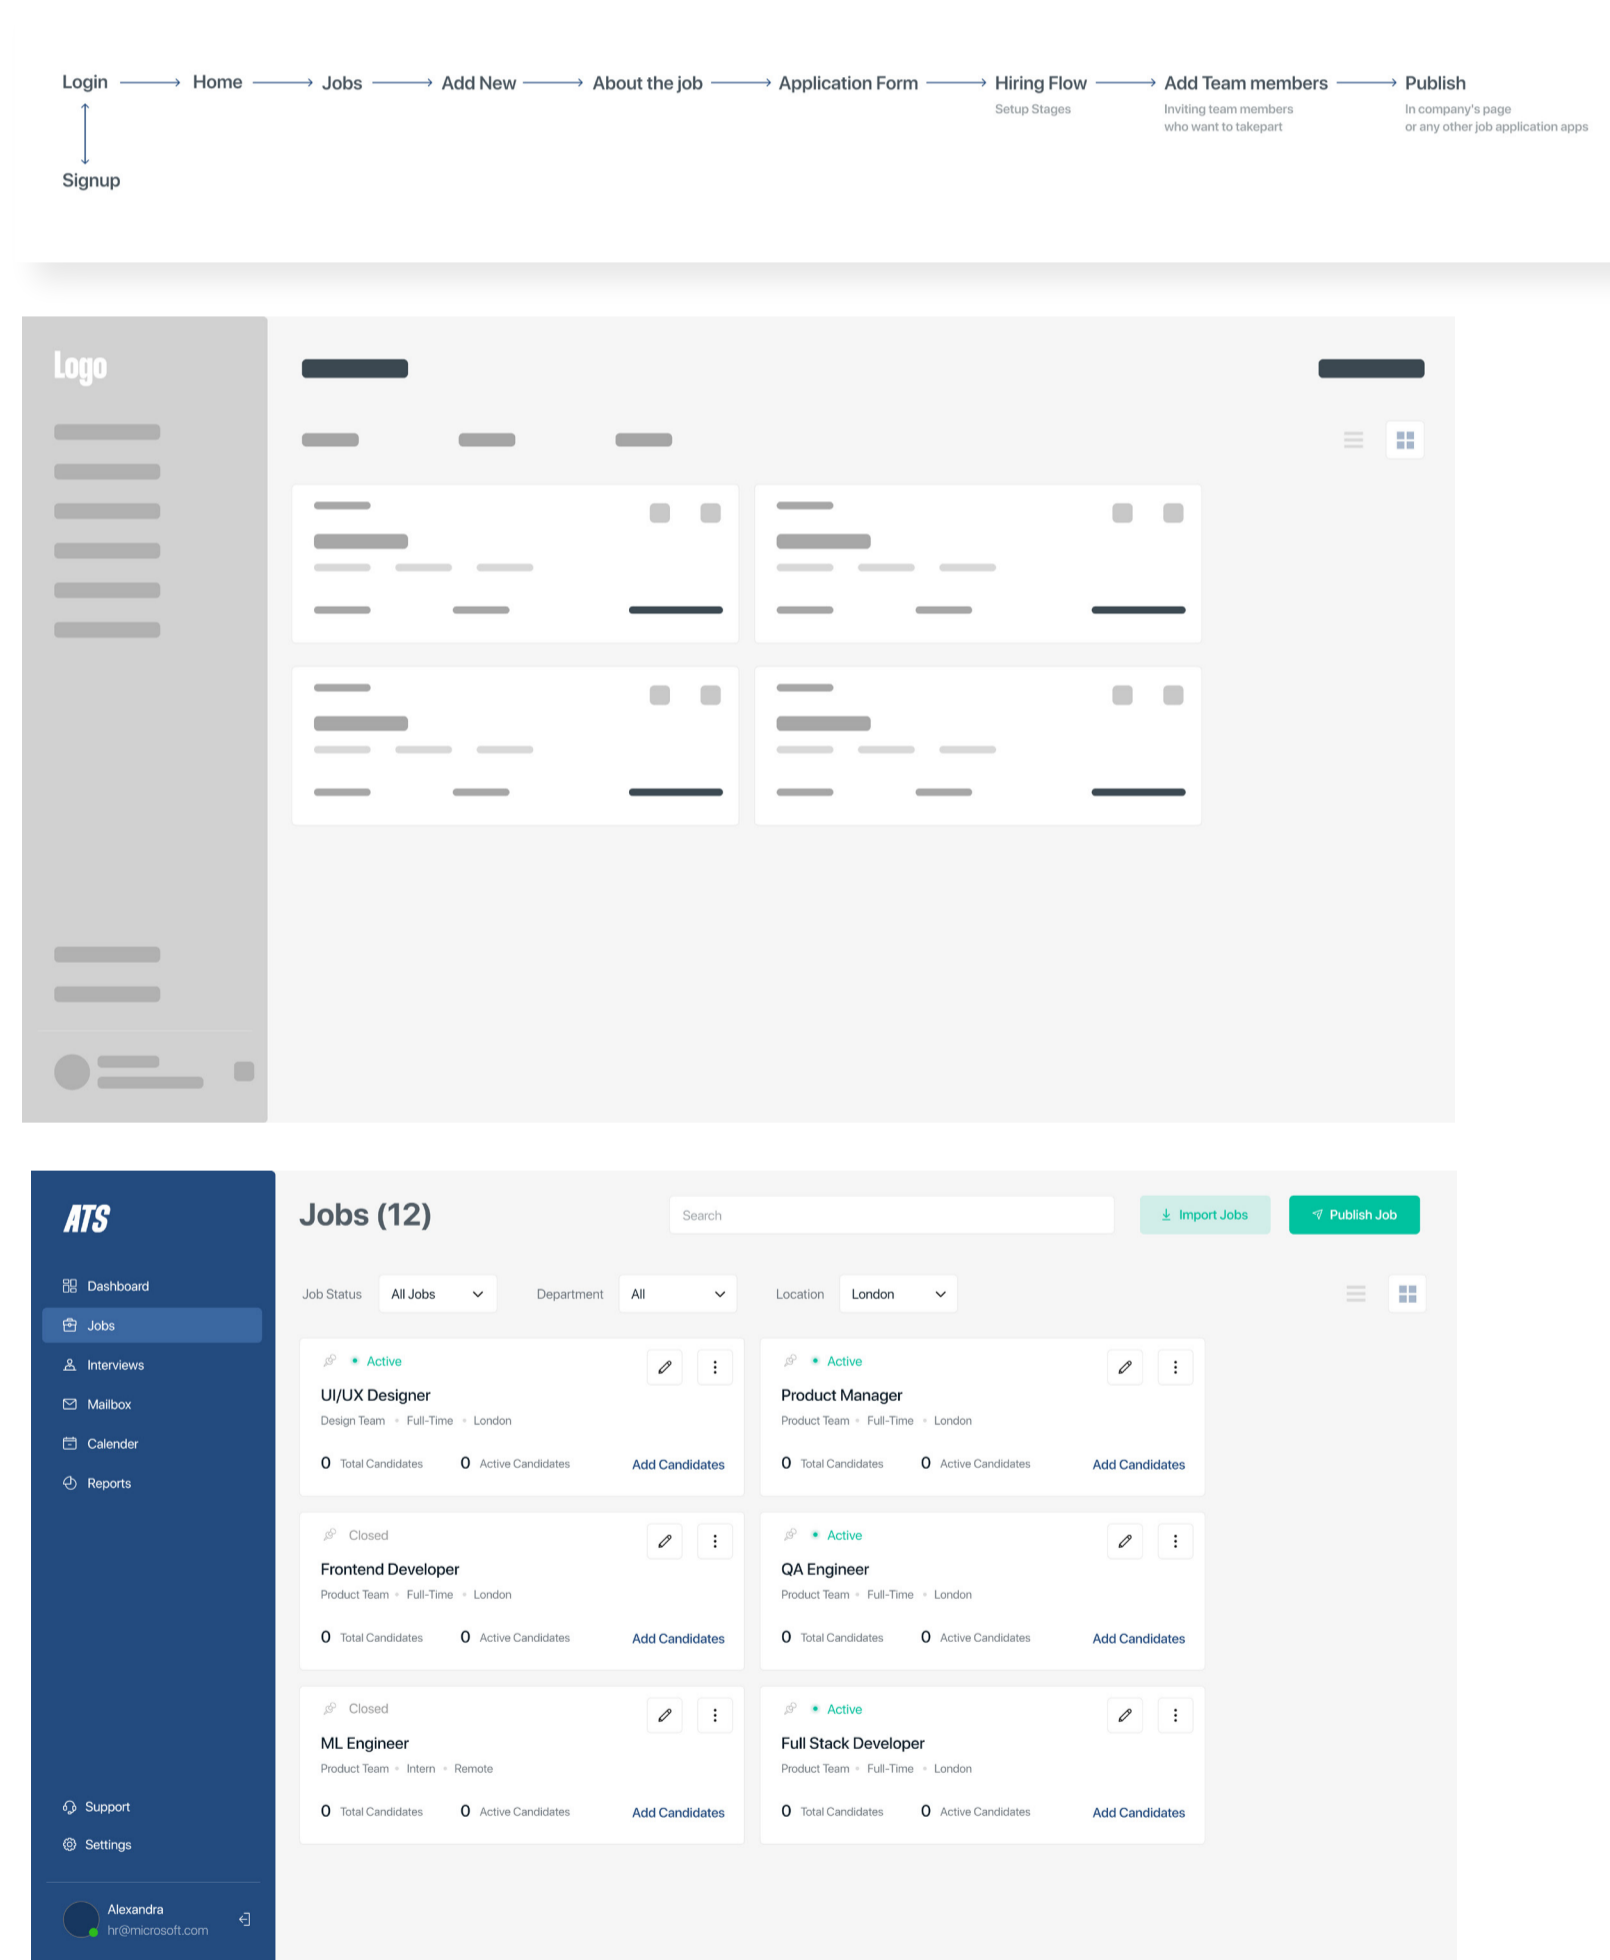 Login
Home
Jobs
Add New
About the job
Application Form
Hiring Flow
Add Team members
Publish
Setup Stages
Inviting team members
who want to takepart
In company's page
or any other job application apps
Signup
Logo
ATS
Dashboard
Jobs
Interviews
Mailbox
Calender
Reports
Support
Settings
Alexandra
hr@microsoft.com
Jobs (12)
Search
Import Jobs
Publish Job
Job Status
All Jobs
Department
All
Location
London
Active
UI/UX Designer
Design Team • Full-Time • London
0 Total Candidates
0 Active Candidates
Add Candidates
Active
Product Manager
Product Team • Full-Time • London
0 Total Candidates
0 Active Candidates
Add Candidates
Closed
Frontend Developer
Product Team • Full-Time • London
0 Total Candidates
0 Active Candidates
Add Candidates
Active
QA Engineer
Product Team • Full-Time • London
0 Total Candidates
0 Active Candidates
Add Candidates
Closed
ML Engineer
Product Team • Intern • Remote
0 Total Candidates
0 Active Candidates
Add Candidates
Active
Full Stack Developer
Product Team • Full-Time • London
0 Total Candidates
0 Active Candidates
Add Candidates